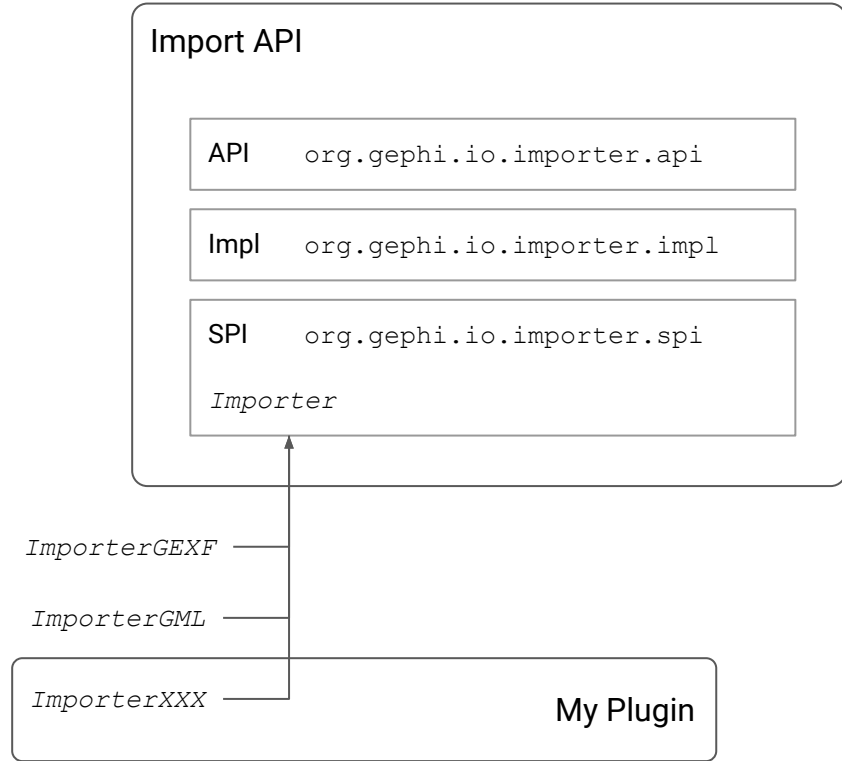 Import API
API org.gephi.io.importer.api
Impl org.gephi.io.importer.impl
SPI org.gephi.io.importer.spi
Importer
ImporterGEXF
ImporterGML
ImporterXXX
My Plugin